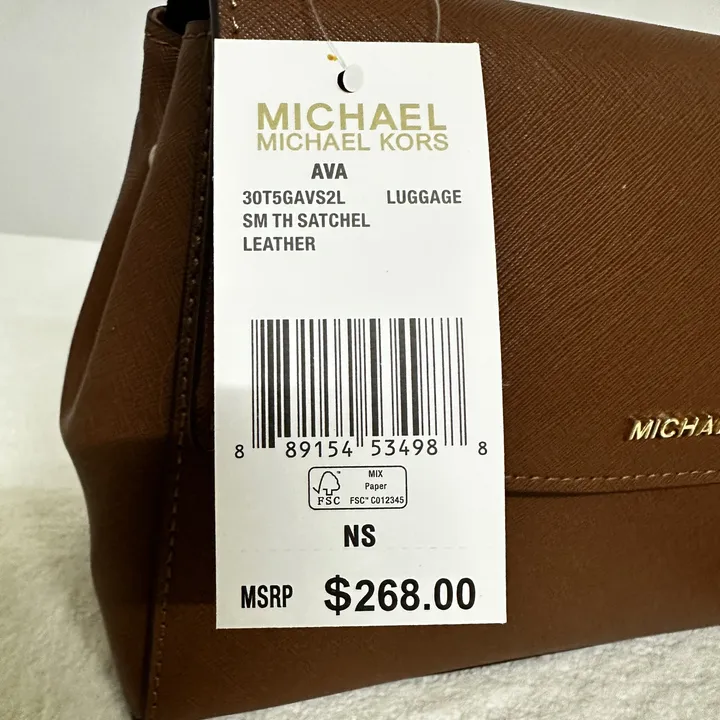 MICHAEL
MICHAEL KORS
AVA
30T5GAVS2L LUGGAGE
SM TH SATCHEL
LEATHER
8 89154 53498 8
FSC
MIX
Paper
FSC™ C012345
NS
MSRP $268.00
MICHA